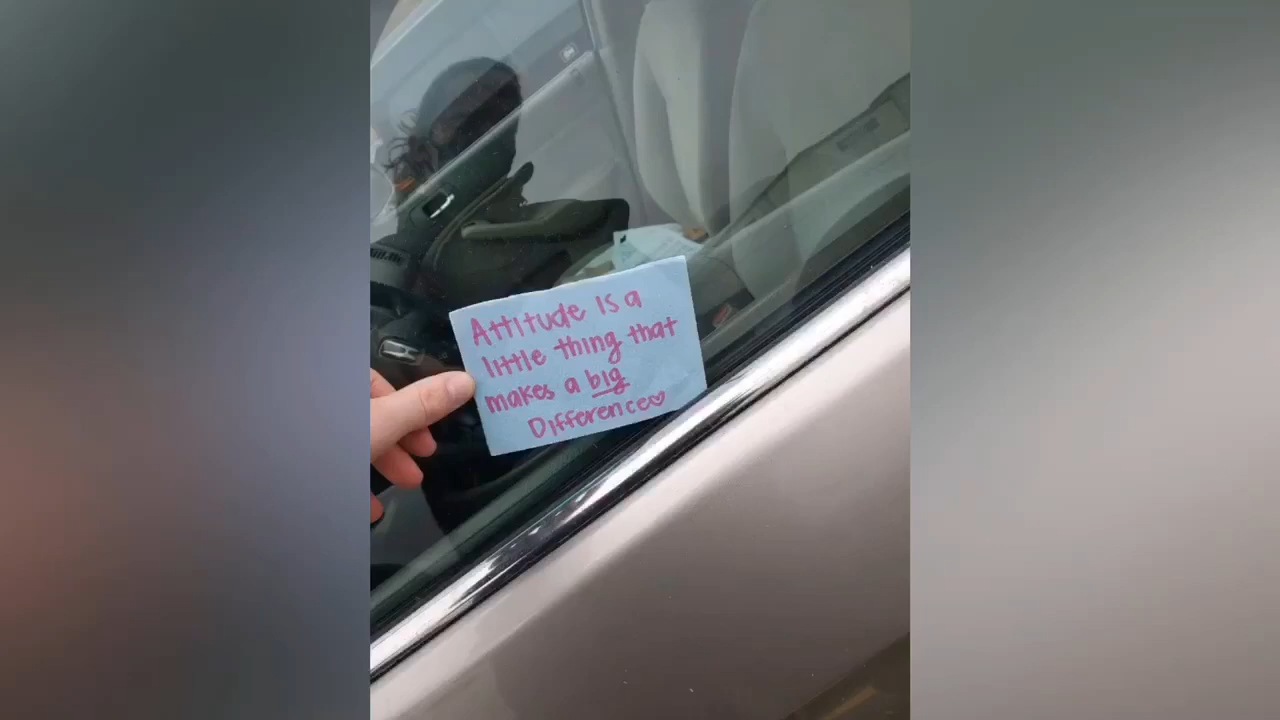 Attitude is a
little thing that
makes a big
Difference♡